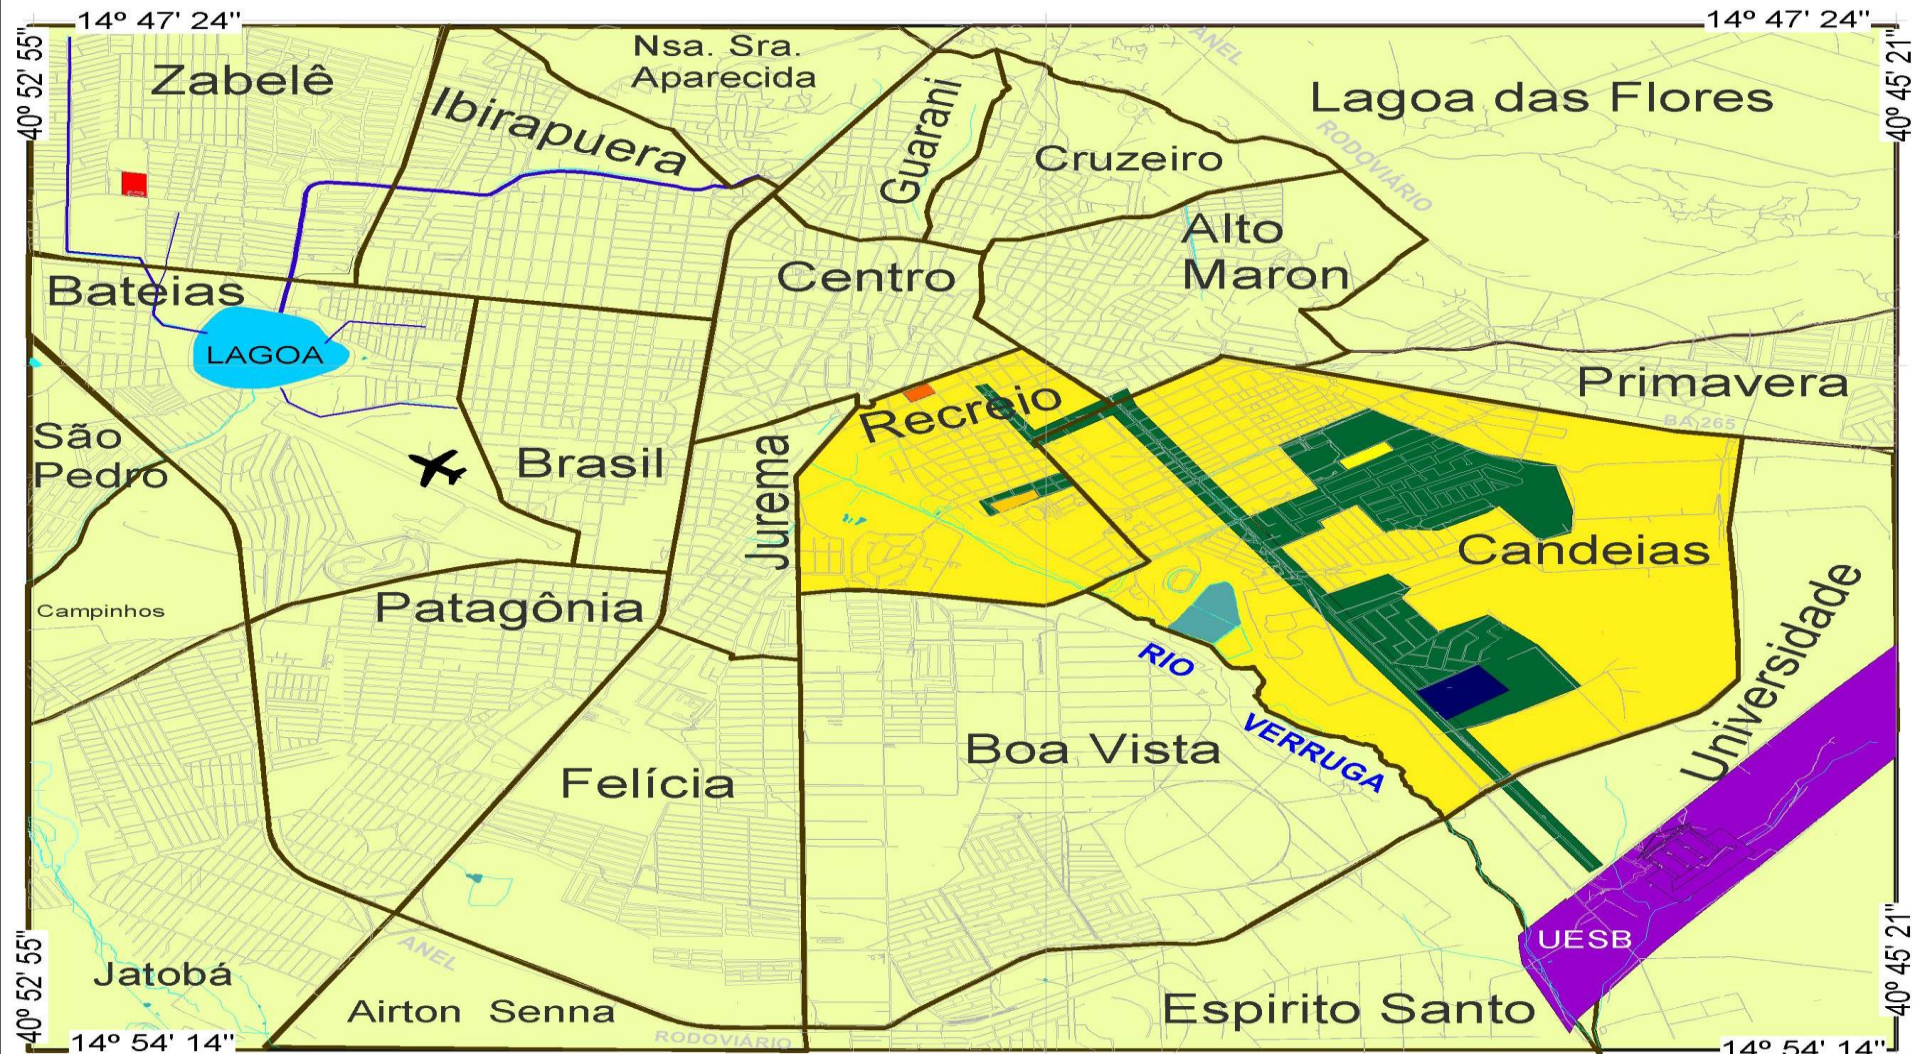 14º 47' 24"
14º 47' 24"
40º 52' 55"
40º 45' 21"
Nsa. Sra.
Aparecida
ANEL
Zabelê
Ibirapuera
Guarani
Lagoa das Flores
RODOVIÁRIO
Cruzeiro
Alto
Maron
Centro
Bateias
LAGOA
Recreio
Primavera
BA 265
São
Pedro
Brasil
Jurema
Candeias
Campinhos
Patagônia
Universidade
RIO
VERRUGA
Boa Vista
Felícia
UESB
ANEL
Jatobá
Airton Senna
Espirito Santo
RODOVIÁRIO
40º 52' 55"
40º 45' 21"
14º 54' 14"
14º 54' 14"